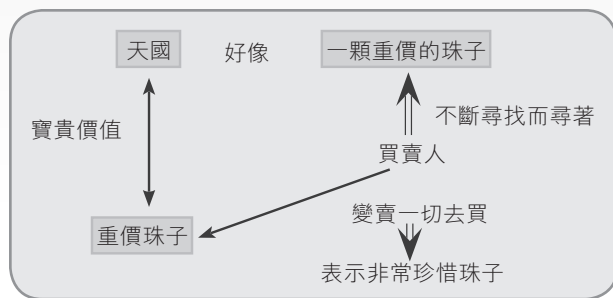 天國 好像 一顆重價的珠子
不斷尋找而尋著
寶貴價值
買賣人
變賣一切去買
重價珠子
表示非常珍惜珠子